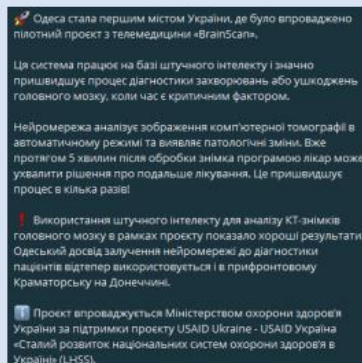 🚀 Одеса стала першим містом України, де було впроваджено
пілотний проєкт з телемедицини «BrainScan».
Ця система працює на базі штучного інтелекту і значно
пришвидшує процес діагностики захворювань або ушкоджень
головного мозку, коли час є критичним фактором.
Нейромережа аналізує зображення комп'ютерної томографії в
автоматичному режимі та виявляє патологічні зміни. Вже
протягом 5 хвилин після обробки знімка програмою лікар може
ухвалити рішення про подальше лікування. Це пришвидшує
процес в кілька разів!
❗ Використання штучного інтелекту для аналізу КТ-знімків
головного мозку в рамках проєкту показало хороші результати.
Одеський досвід залучення нейромережі до діагностики
пацієнтів відтепер використовується і в прифронтовому
Краматорську на Донеччині.
ℹ️ Проєкт впроваджується Міністерством охорони здоров'я
України за підтримки проєкту USAID Ukraine - USAID Україна
«Сталий розвиток національних систем охорони здоров'я в
Україні» (LHSS).